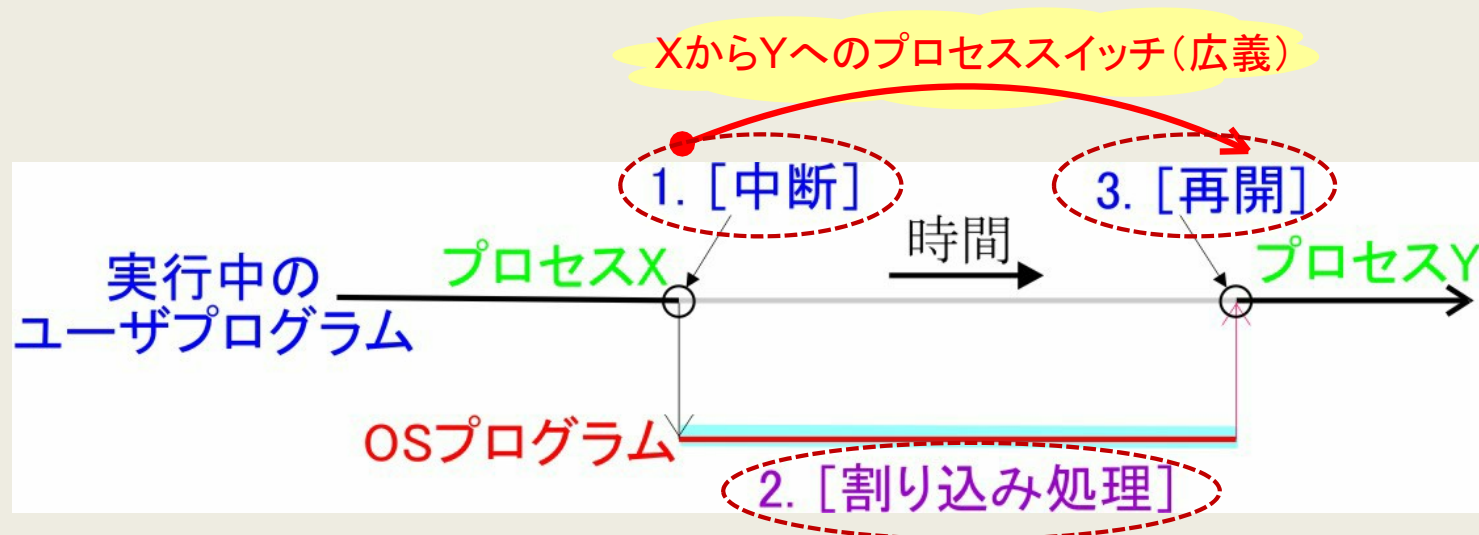 XからYへのプロセススイッチ(広義)
1. [中断]
3. [再開]
時間
プロセスX
プロセスY
実行中の
ユーザプログラム
OSプログラム
2. [割り込み処理]